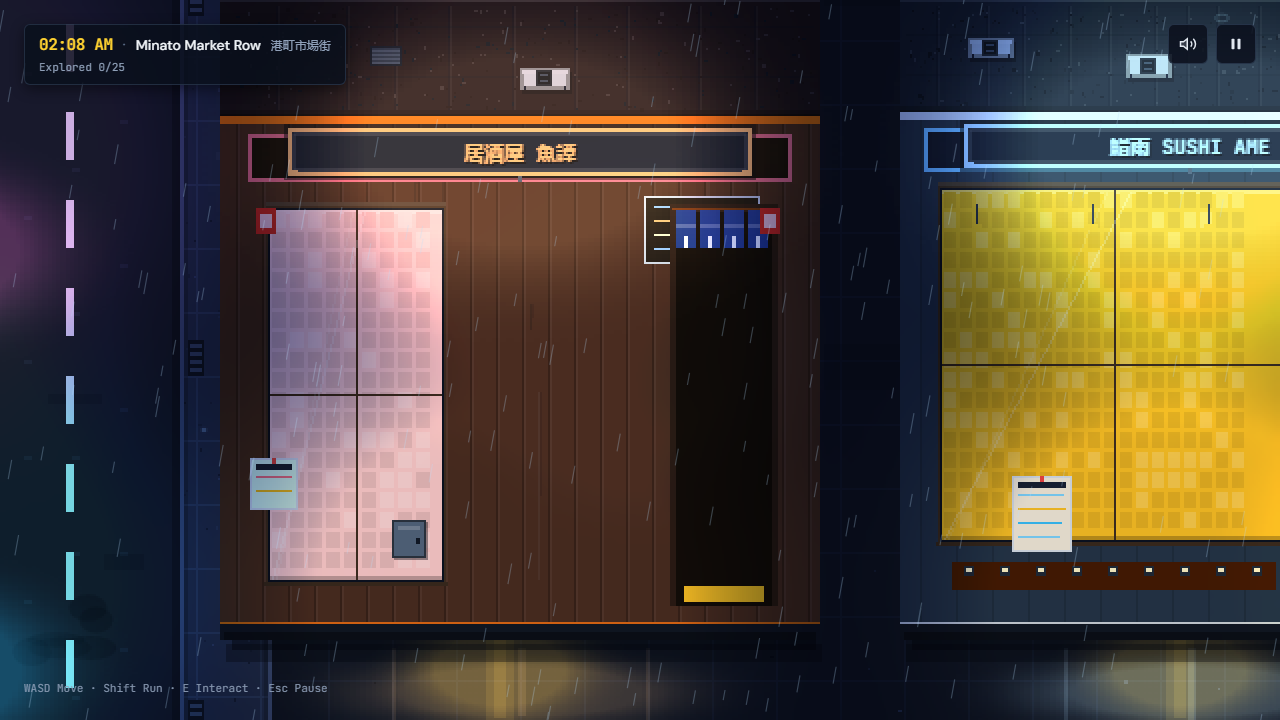 02:08 AM · Minato Market Row 港町市場街
Explored 0/25
居酒屋 魚譚
鮨雨 SUSHI AME
WASD Move · Shift Run · E Interact · Esc Pause